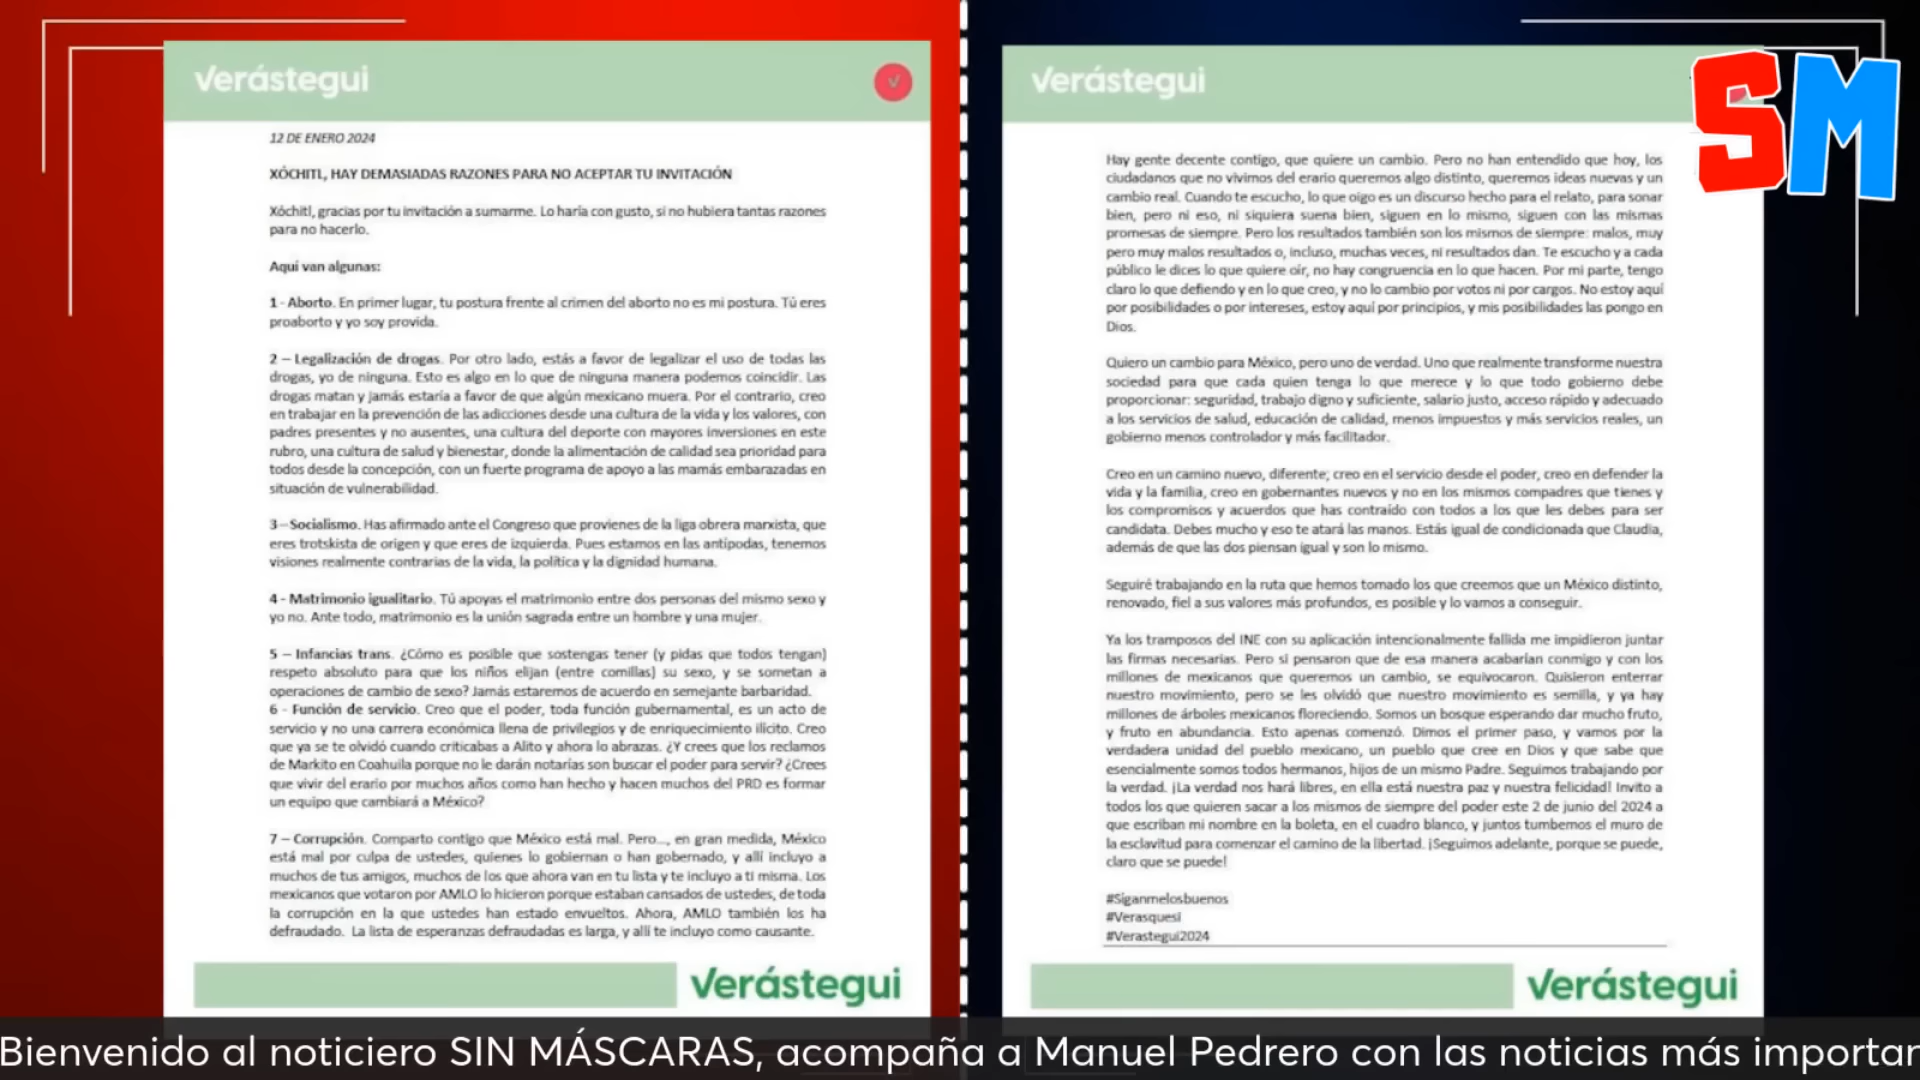 Verástegui
12 DE ENERO 2024
XÓCHITL, HAY DEMASIADAS RAZONES PARA NO ACEPTAR TU INVITACIÓN
Xóchitl, gracias por tu invitación a sumarme. Lo haría con gusto, si no hubiera tantas razones
para no hacerlo.
Aquí van algunas:
1 - Aborto. En primer lugar, tu postura frente al crimen del aborto no es mi postura. Tú eres
proaborto y yo soy provida.
2 – Legalización de drogas. Por otro lado, estás a favor de legalizar el uso de todas las
drogas, yo de ninguna. Esto es algo en lo que de ninguna manera podemos coincidir. Las
drogas matan y jamás estaría a favor de que algún mexicano muera. Por el contrario, creo
en trabajar en la prevención de las adicciones desde una cultura de la vida y los valores, con
padres presentes y no ausentes, una cultura del deporte con mayores inversiones en este
rubro, una cultura de salud y bienestar, donde la alimentación de calidad sea prioridad para
todos desde la concepción, con un fuerte programa de apoyo a las mamás embarazadas en
situación de vulnerabilidad.
3 – Socialismo. Has afirmado ante el Congreso que provienes de la liga obrera marxista, que
eres trotskista de origen y que eres de izquierda. Pues estamos en las antípodas, tenemos
visiones realmente contrarias de la vida, la política y la dignidad humana.
4 - Matrimonio igualitario. Tú apoyas el matrimonio entre dos personas del mismo sexo y
yo no. Ante todo, matrimonio es la unión sagrada entre un hombre y una mujer.
5 – Infancias trans. ¿Cómo es posible que sostengas tener (y pidas que todos tengan)
respeto absoluto para que los niños elijan (entre comillas) su sexo, y se sometan a
operaciones de cambio de sexo? Jamás estaremos de acuerdo en semejante barbaridad.
6 - Función de servicio. Creo que el poder, toda función gubernamental, es un acto de
servicio y no una carrera económica llena de privilegios y de enriquecimiento ilícito. Creo
que ya se te olvidó cuando criticabas a Alito y ahora lo abrazas. ¿Y crees que los reclamos
de Markito en Coahuila porque no le darán notarías son buscar el poder para servir? ¿Crees
que vivir del erario por muchos años como han hecho y hacen muchos del PRD es formar
un equipo que cambiará a México?
7 – Corrupción. Comparto contigo que México está mal. Pero..., en gran medida, México
está mal por culpa de ustedes, quienes lo gobiernan o han gobernado, y allí incluyo a
muchos de tus amigos, muchos de los que ahora van en tu lista y te incluyo a ti misma. Los
mexicanos que votaron por AMLO lo hicieron porque estaban cansados de ustedes, de toda
la corrupción en la que ustedes han estado envueltos. Ahora, AMLO también los ha
defraudado. La lista de esperanzas defraudadas es larga, y allí te incluyo como causante.
Verástegui
Verástegui
Hay gente decente contigo, que quiere un cambio. Pero no han entendido que hoy, los
ciudadanos que no vivimos del erario queremos algo distinto, queremos ideas nuevas y un
cambio real. Cuando te escucho, lo que oigo es un discurso hecho para el relato, para sonar
bien, pero ni eso, ni siquiera suena bien, siguen en lo mismo, siguen con las mismas
promesas de siempre. Pero los resultados también son los mismos de siempre: malos, muy
pero muy malos resultados o, incluso, muchas veces, ni resultados dan. Te escucho y a cada
público le dices lo que quiere oír, no hay congruencia en lo que hacen. Por mi parte, tengo
claro lo que defiendo y en lo que creo, y no lo cambio por votos ni por cargos. No estoy aquí
por posibilidades o por intereses, estoy aquí por principios, y mis posibilidades las pongo en
Dios.
Quiero un cambio para México, pero uno de verdad. Uno que realmente transforme nuestra
sociedad para que cada quien tenga lo que merece y lo que todo gobierno debe
proporcionar: seguridad, trabajo digno y suficiente, salario justo, acceso rápido y adecuado
a los servicios de salud, educación de calidad, menos impuestos y más servicios reales, un
gobierno menos controlador y más facilitador.
Creo en un camino nuevo, diferente; creo en el servicio desde el poder, creo en defender la
vida y la familia, creo en gobernantes nuevos y no en los mismos compadres que tienes y
los compromisos y acuerdos que has contraído con todos a los que les debes para ser
candidata. Debes mucho y eso te atará las manos. Estás igual de condicionada que Claudia,
además de que las dos piensan igual y son lo mismo.
Seguiré trabajando en la ruta que hemos tomado los que creemos que un México distinto,
renovado, fiel a sus valores más profundos, es posible y lo vamos a conseguir.
Ya los tramposos del INE con su aplicación intencionalmente fallida me impidieron juntar
las firmas necesarias. Pero si pensaron que de esa manera acabarían conmigo y con los
millones de mexicanos que queremos un cambio, se equivocaron. Quisieron enterrar
nuestro movimiento, pero se les olvidó que nuestro movimiento es semilla, y ya hay
millones de árboles mexicanos floreciendo. Somos un bosque esperando dar mucho fruto,
y fruto en abundancia. Esto apenas comenzó. Dimos el primer paso, y vamos por la
verdadera unidad del pueblo mexicano, un pueblo que cree en Dios y que sabe que
esencialmente somos todos hermanos, hijos de un mismo Padre. Seguimos trabajando por
la verdad. ¡La verdad nos hará libres, en ella está nuestra paz y nuestra felicidad! Invito a
todos los que quieren sacar a los mismos de siempre del poder este 2 de junio del 2024 a
que escriban mi nombre en la boleta, en el cuadro blanco, y juntos tumbemos el muro de
la esclavitud para comenzar el camino de la libertad. ¡Seguimos adelante, porque se puede,
claro que se puede!
#Síganmelosbuenos
#Verasquesí
#Verastegui2024
Verástegui
SM
Bienvenido al noticiero SIN MÁSCARAS, acompaña a Manuel Pedrero con las noticias más importan